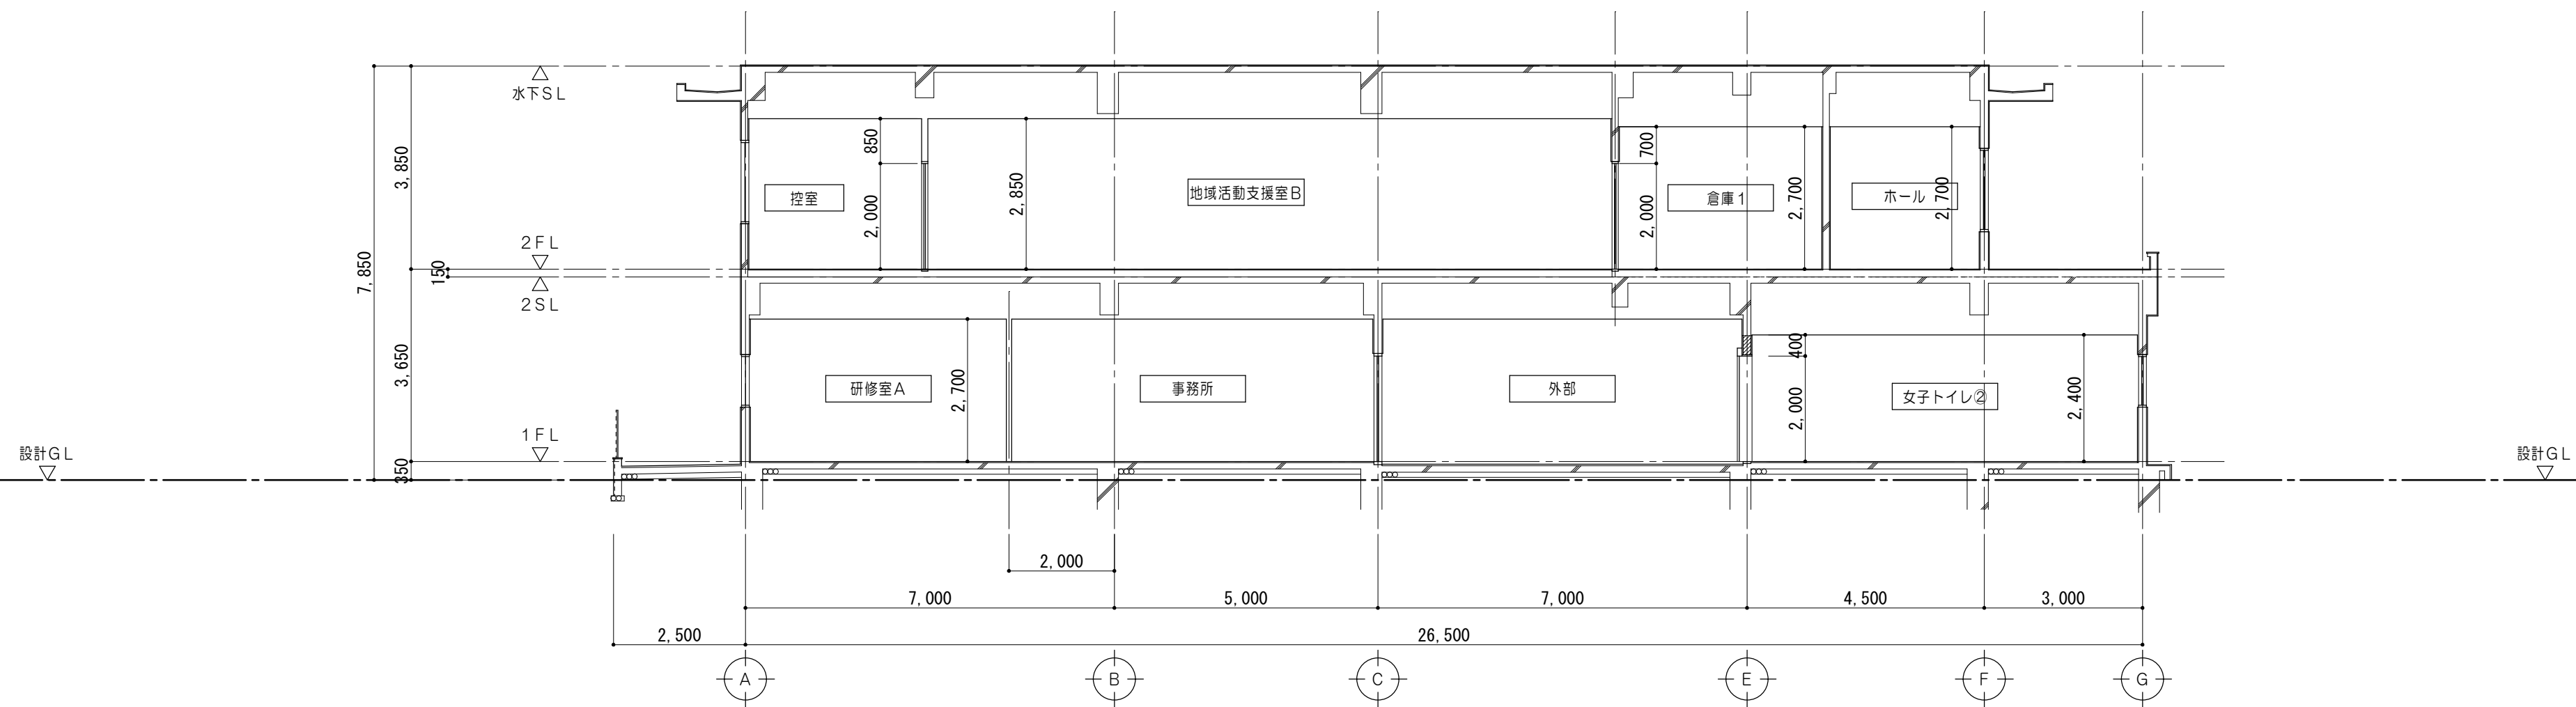 水下SL
850
700
3,850
控室
2,000
2,850
地域活動支援室B
2,000
倉庫1
2,700
ホール
2,700
7,850
2FL
150
2SL
3,650
研修室A
2,700
事務所
外部
400
2,000
女子トイレ②
2,400
1FL
設計GL
350
設計GL
2,000
7,000
5,000
7,000
4,500
3,000
2,500
26,500
A
B
C
E
F
G